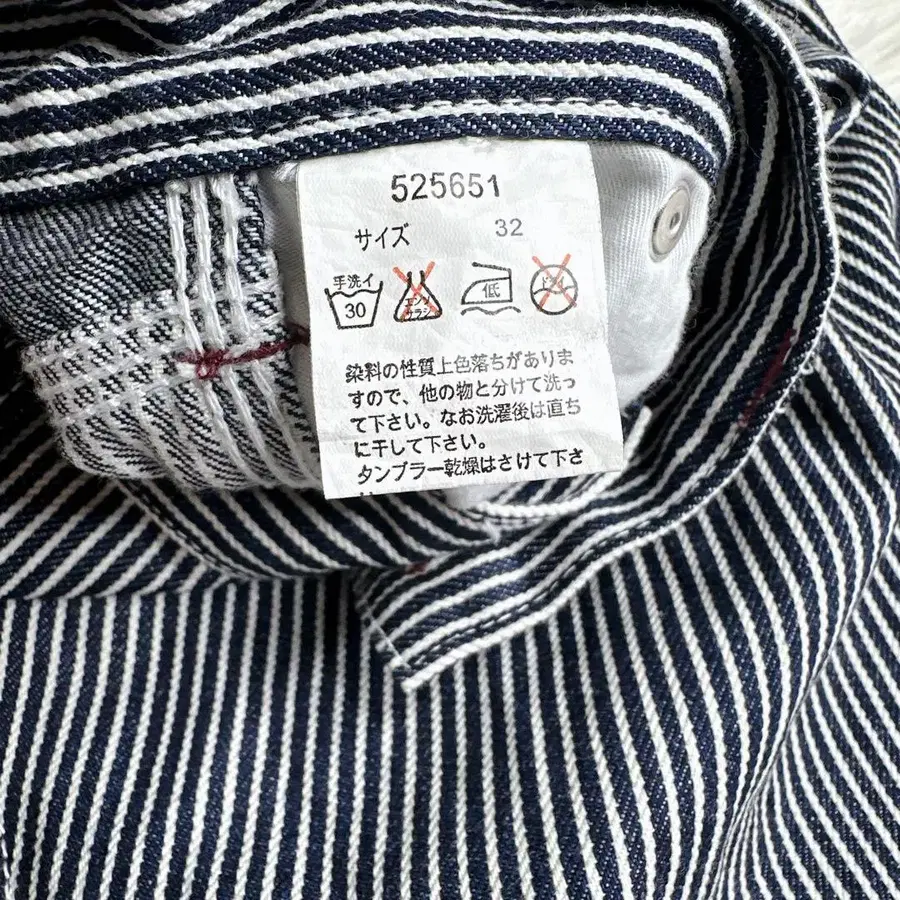 525651
サイズ 32
手洗イ
30
エンソ
サラシ
低
ドライ
染料の性質上色落ちがありま
すので、他の物と分けて洗っ
て下さい。なお洗濯後は直ち
に干して下さい。
タンブラー乾燥はさけて下さ